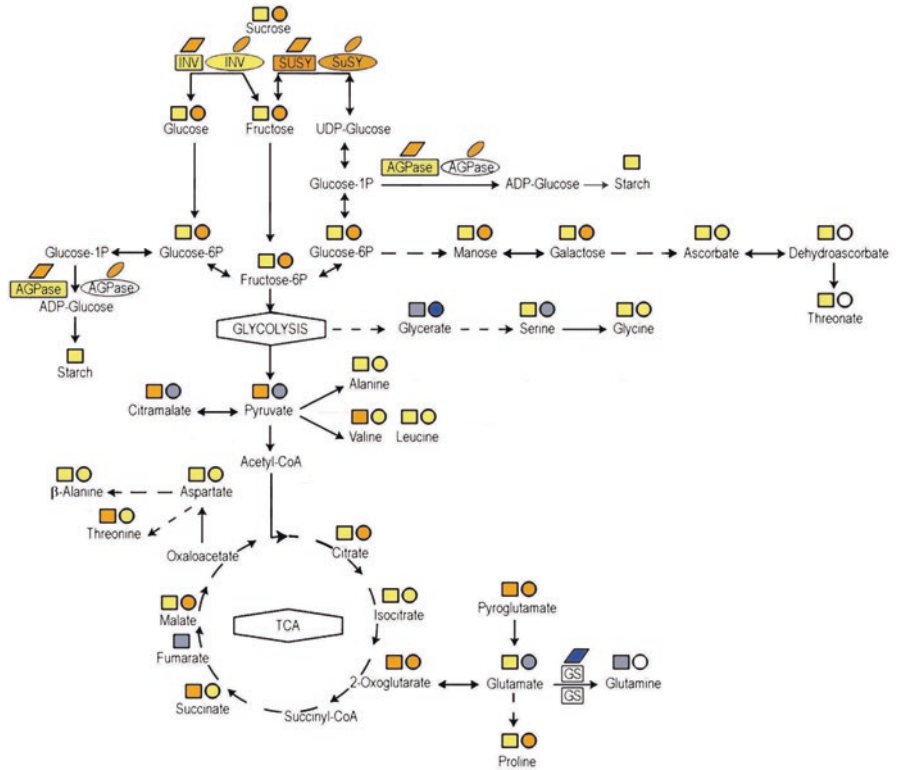 Sucrose
INV
INV
SUSY
SuSY
Glucose
Fructose
UDP-Glucose
AGPase
AGPase
Glucose-1P
ADP-Glucose
Starch
Glucose-1P
Glucose-6P
Glucose-6P
Manose
Galactose
Ascorbate
Dehydroascorbate
Fructose-6P
AGPase
AGPase
ADP-Glucose
Threonate
GLYCOLYSIS
Glycerate
Serine
Glycine
Starch
Alanine
Citramalate
Pyruvate
Valine
Leucine
Acetyl-CoA
β-Alanine
Aspartate
Threonine
Oxaloacetate
Citrate
Isocitrate
Pyroglutamate
Malate
TCA
Fumarate
GS
GS
2-Oxoglutarate
Glutamate
Glutamine
Succinate
Succinyl-CoA
Proline